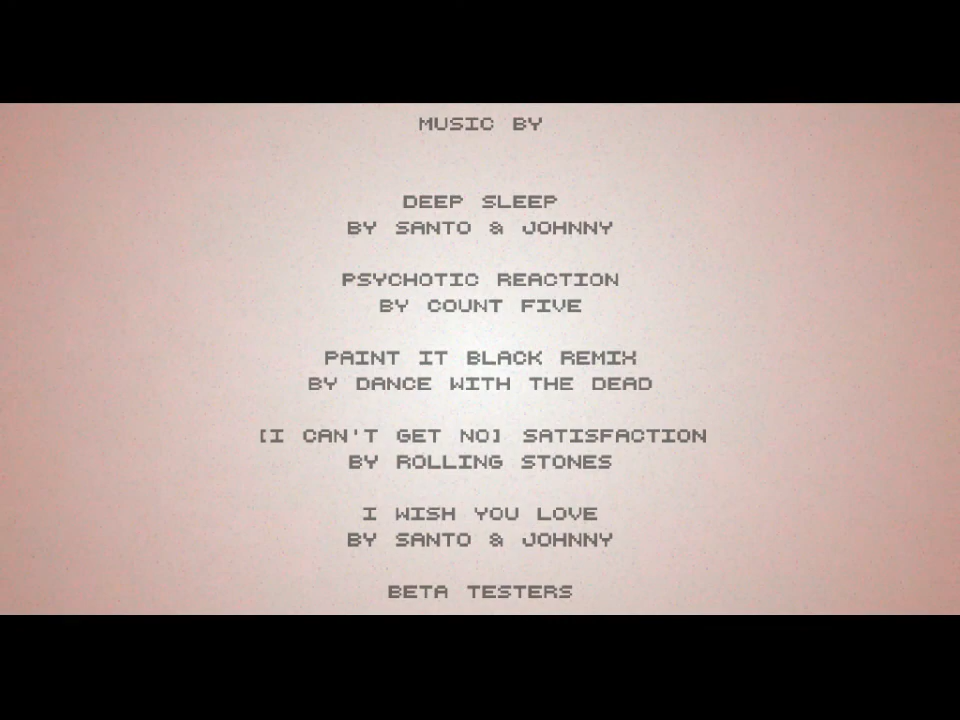 MUSIC BY
DEEP SLEEP
BY SANTO & JOHNNY
PSYCHOTIC REACTION
BY COUNT FIVE
PAINT IT BLACK REMIX
BY DANCE WITH THE DEAD
[I CAN'T GET NO] SATISFACTION
BY ROLLING STONES
I WISH YOU LOVE
BY SANTO & JOHNNY
BETA TESTERS